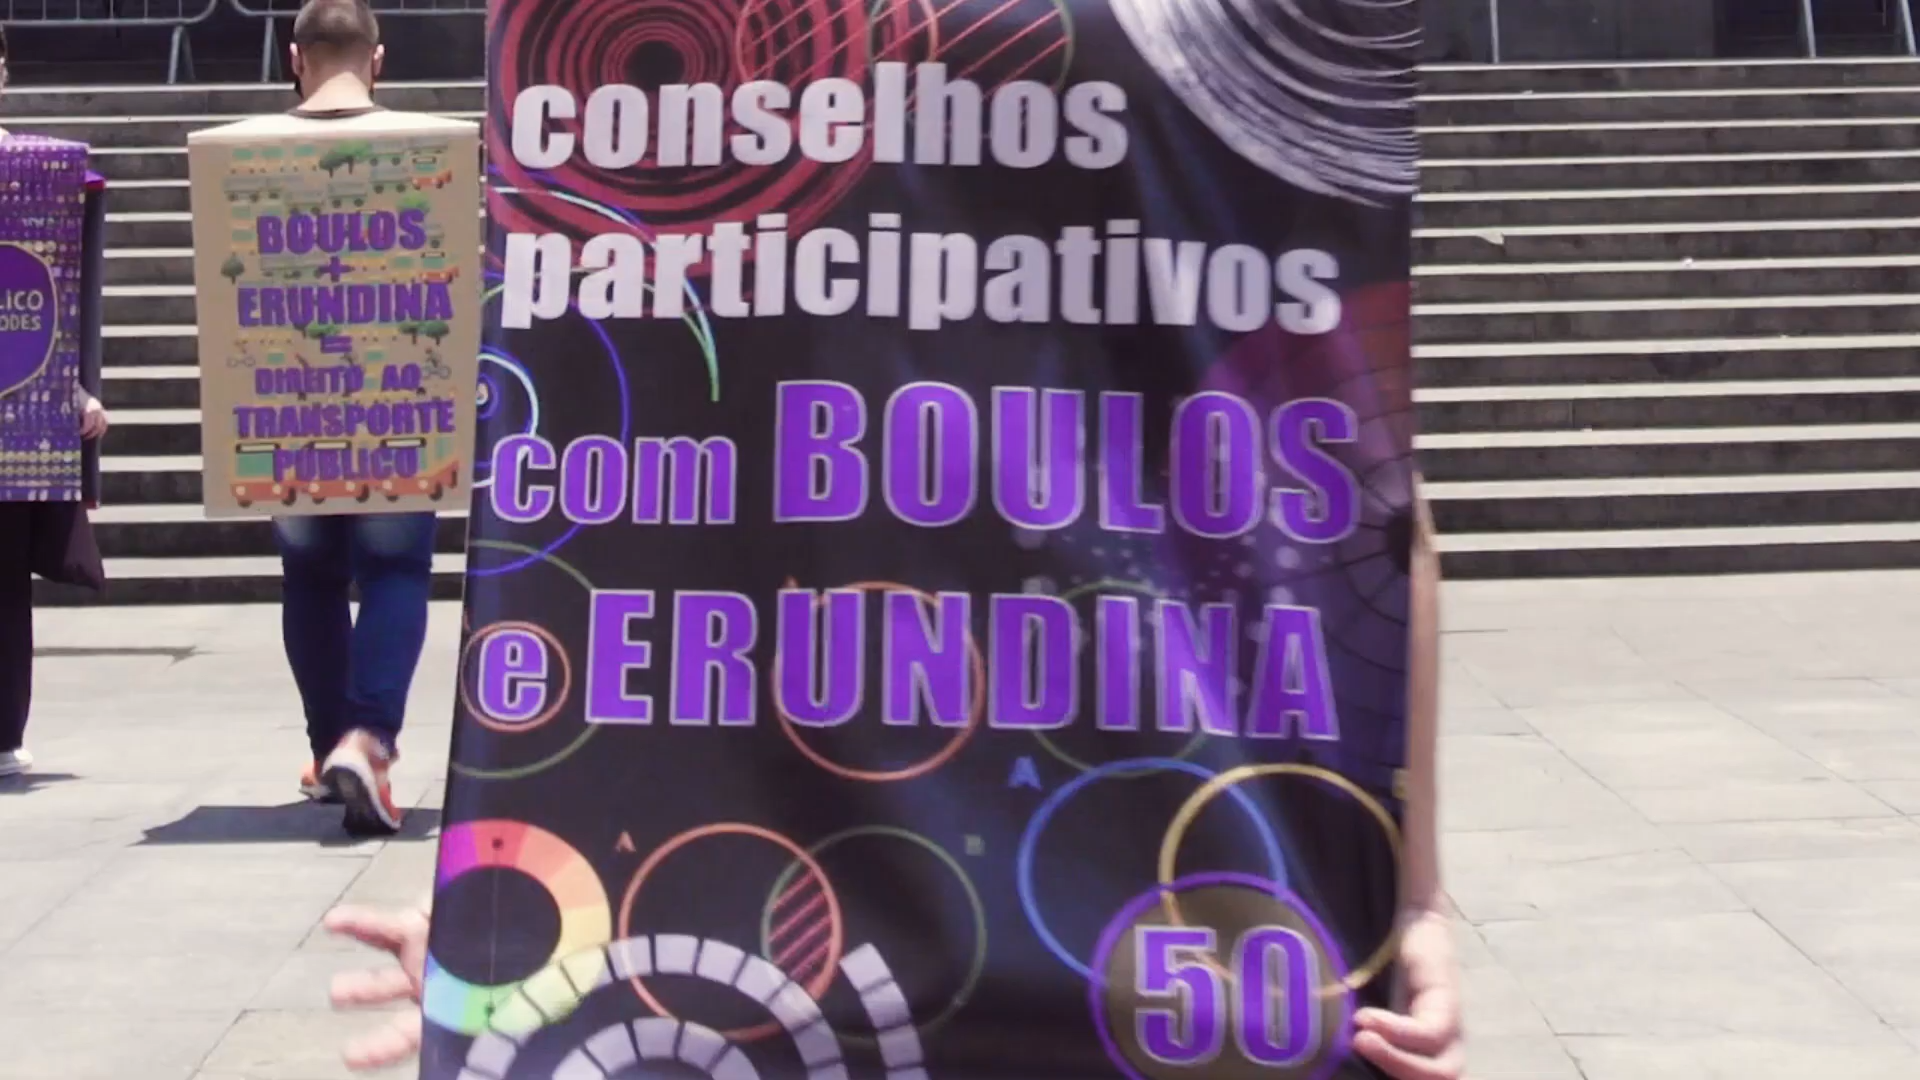 conselhos
participativos
com BOULOS
e ERUNDINA
A
A
B
50
BOULOS
+
ERUNDINA
=
DIREITO AO
TRANSPORTE
PÚBLICO